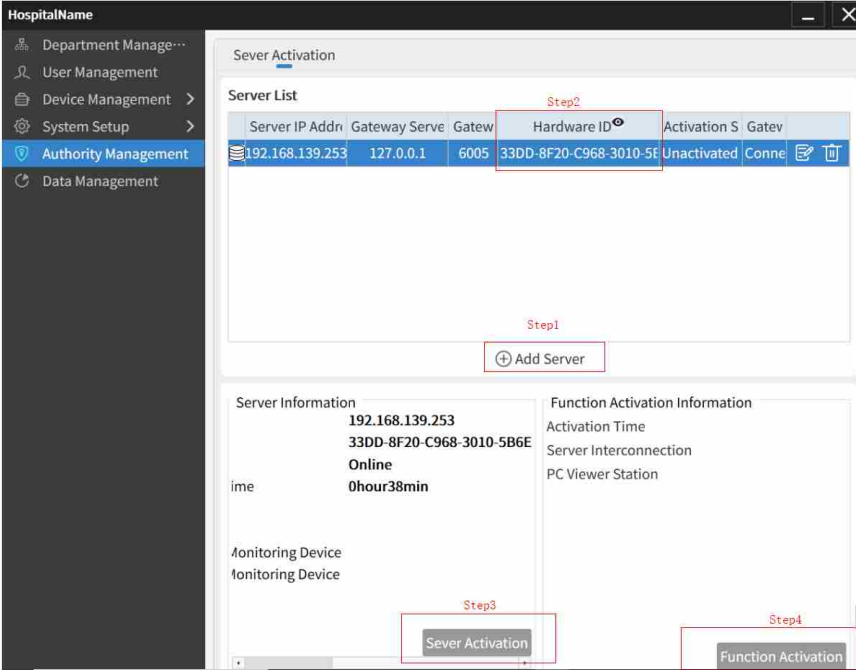 HospitalName
Department Manage···
User Management
Device Management
System Setup
Authority Management
Data Management
Sever Activation
Server List
Step2
Server IP Addr Gateway Serve Gatew Hardware ID Activation S Gatev
192.168.139.253 127.0.0.1 6005 33DD-8F20-C968-3010-5E Unactivated Conne
Step1
Add Server
Server Information
192.168.139.253
33DD-8F20-C968-3010-5B6E
Online
ime 0hour38min
Monitoring Device
Monitoring Device
Step3
Sever Activation
Function Activation Information
Activation Time
Server Interconnection
PC Viewer Station
Step4
Function Activation